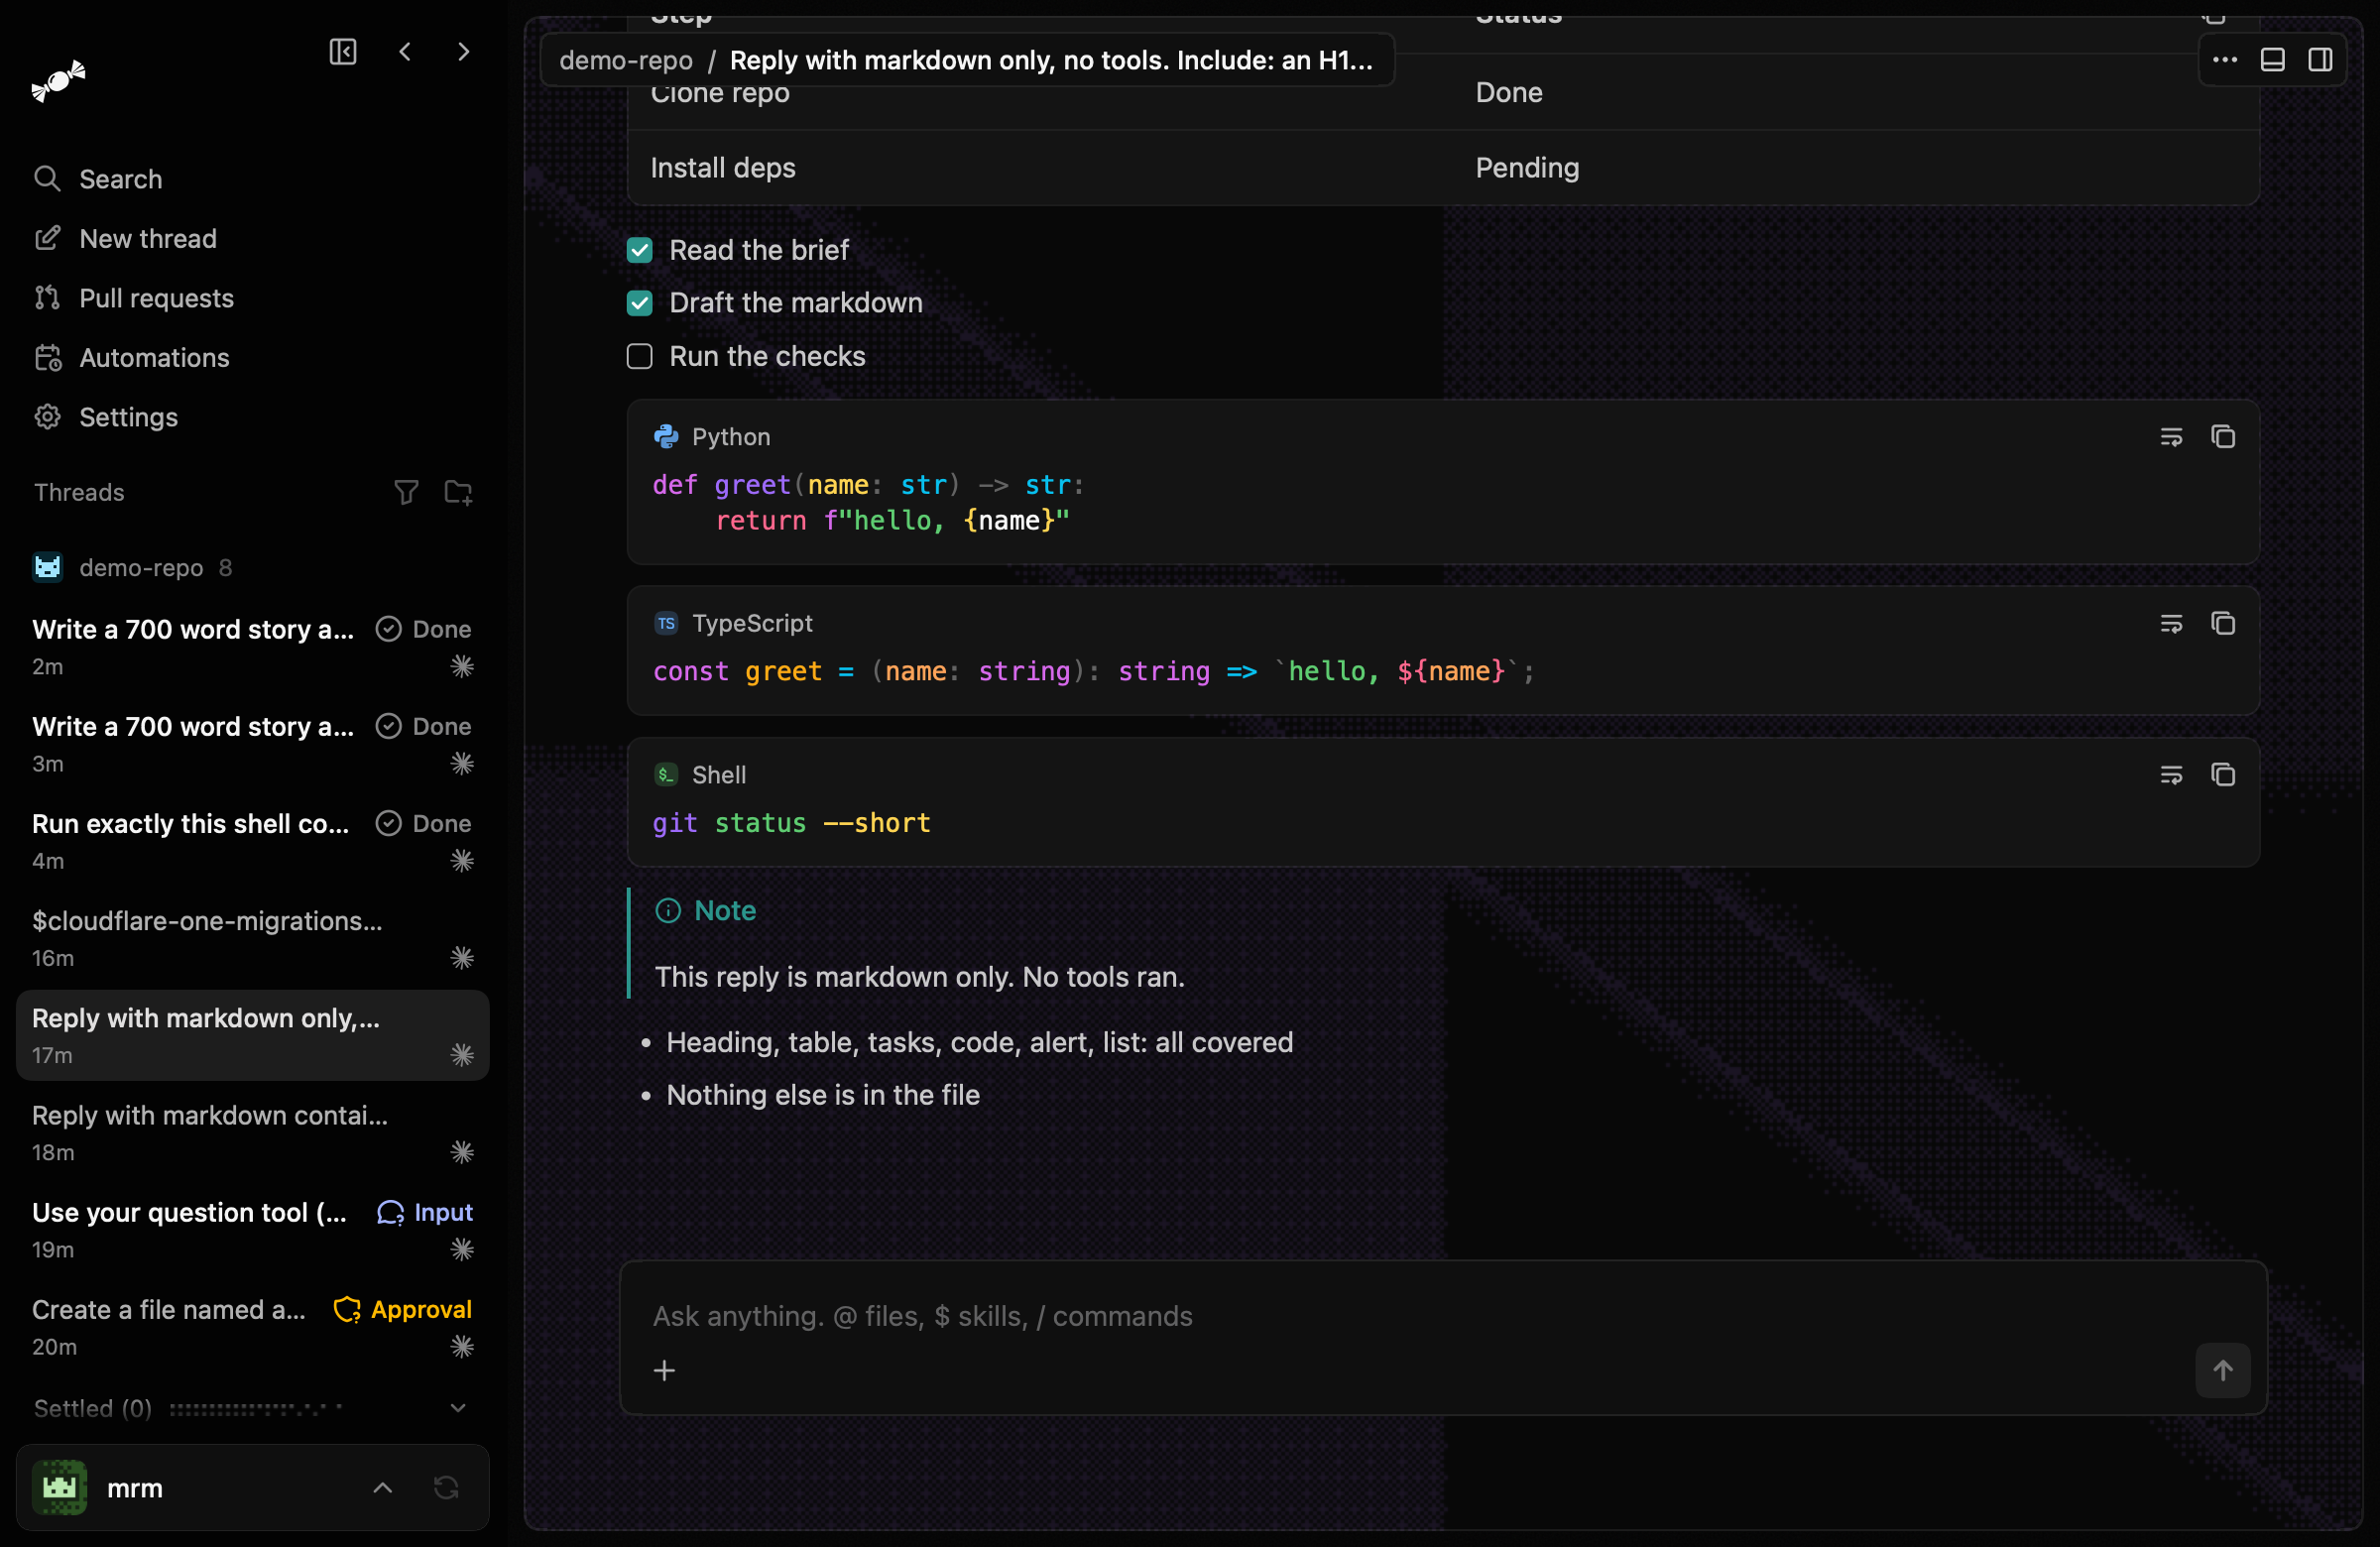 Search
New thread
Pull requests
Automations
Settings
Threads
demo-repo 8
Write a 700 word story a... Done
2m
Write a 700 word story a... Done
3m
Run exactly this shell co... Done
4m
$cloudflare-one-migrations...
16m
Reply with markdown only,...
17m
Reply with markdown contai...
18m
Use your question tool (... Input
19m
Create a file named a... Approval
20m
Settled (0)
mrm
Step Status
demo-repo / Reply with markdown only, no tools. Include: an H1...
Clone repo Done
Install deps Pending
Read the brief
Draft the markdown
Run the checks
Python
def greet(name: str) -> str:
    return f"hello, {name}"
TS TypeScript
const greet = (name: string): string => `hello, ${name}`;
$_ Shell
git status --short
Note
This reply is markdown only. No tools ran.
• Heading, table, tasks, code, alert, list: all covered
• Nothing else is in the file
Ask anything. @ files, $ skills, / commands